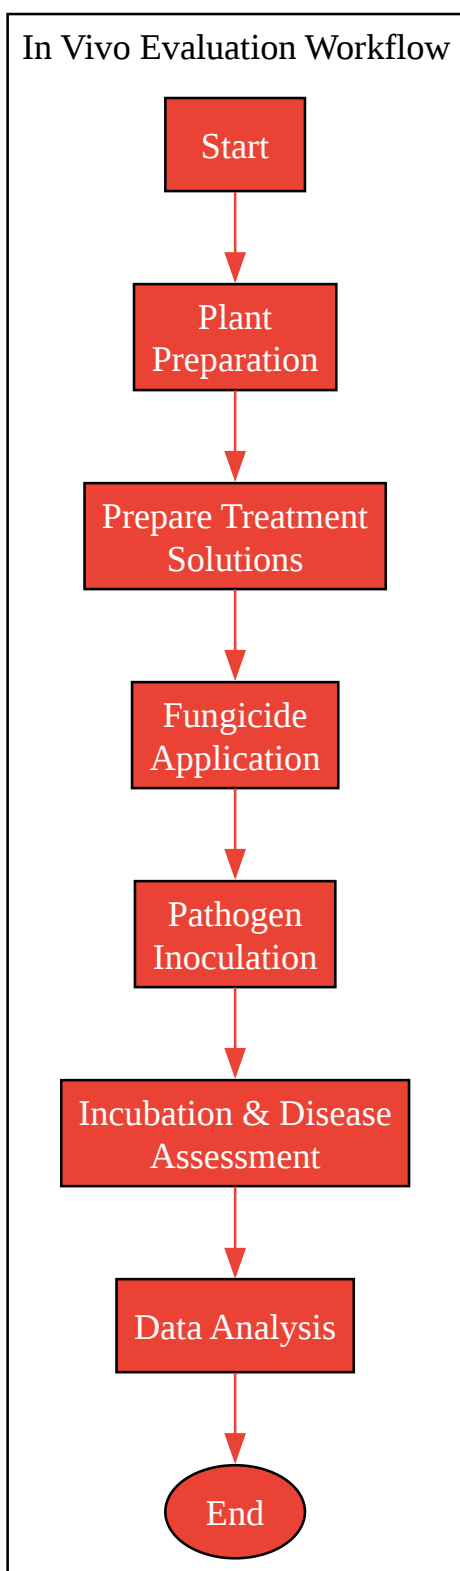 In Vivo Evaluation Workflow
Start
Plant
Preparation
Prepare Treatment
Solutions
Fungicide
Application
Pathogen
Inoculation
Incubation & Disease
Assessment
Data Analysis
End